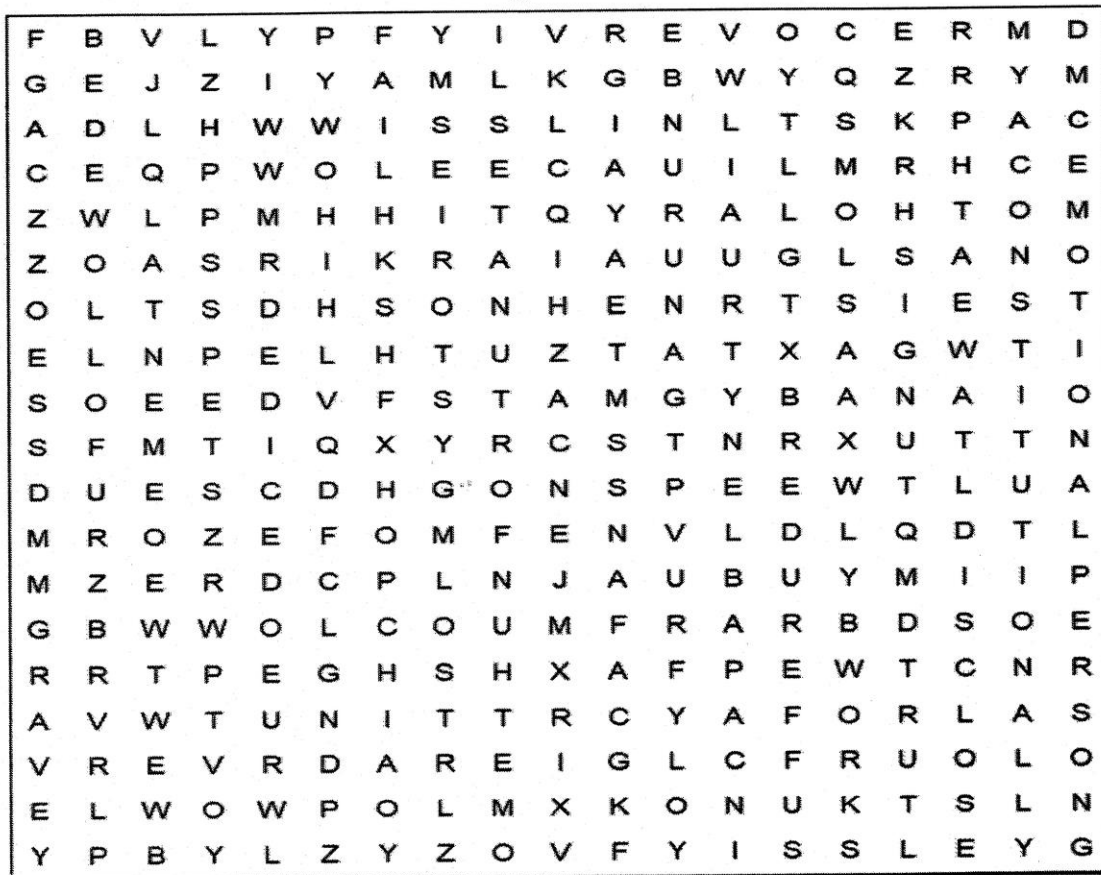 F B V L Y P F Y I V R E V O C E R M D
G E J Z I Y A M L K G B W Y Q Z R Y M
A D L H W W I S S L I N L T S K P A C
C E Q P W O L E E C A U I L M R H C E
Z W L P M H H I T Q Y R A L O H T O M
Z O A S R I K R A I A U U G L S A N O
O L T S D H S O N H E N R T S I E S T
E L N P E L H T U Z T A T X A G W T I
S O E E D V F S T A M G Y B A N A I O
S F M T I Q X Y R C S T N R X U T T N
D U E S C D H G O N S P E E W T L U A
M R O Z E F O M F E N V L D L Q D T L
M Z E R D C P L N J A U B U Y M I I P
G B W W O L C O U M F R A R B D S O E
R R T P E G H S H X A F P E W T C N R
A V W T U N I T T R C Y A F O R L A S
V R E V R D A R E I G L C F R U O L O
E L W O W P O L M X K O N U K T S L N
Y P B Y L Z Y Z O V F Y I S S L E Y G